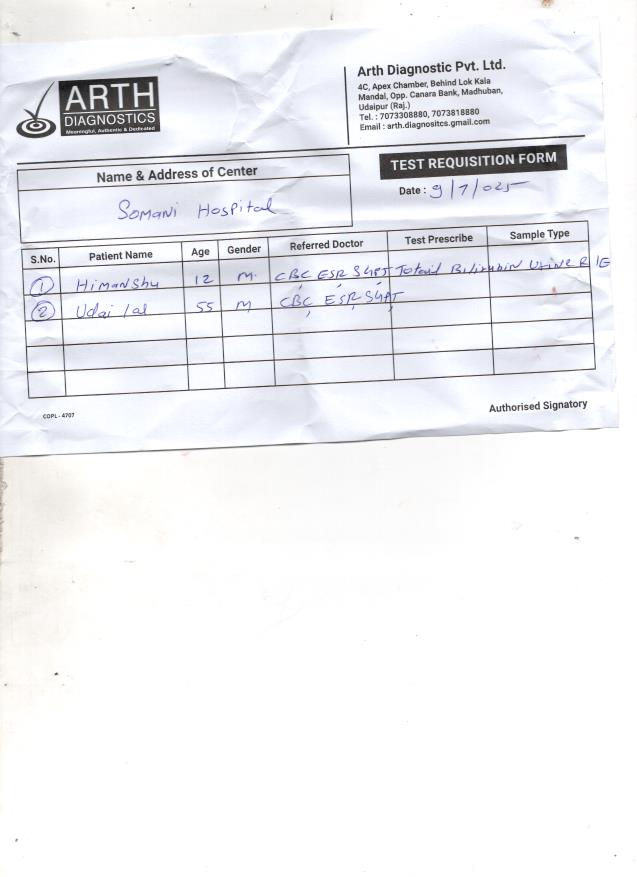 ARTH
DIAGNOSTICS
Meaningful, Authentic & Dedicated
Arth Diagnostic Pvt. Ltd.
4C, Apex Chamber, Behind Lok Kala
Mandal, Opp. Canara Bank, Madhuban,
Udaipur (Raj.)
Tel. : 7073308880, 7073818880
Email : arth.diagnositcs.gmail.com
Name & Address of Center
Somani Hospital
TEST REQUISITION FORM
Date : 9/7/025
S.No. Patient Name Age Gender Referred Doctor Test Prescribe Sample Type
1 Himanshu 12 M. CBC, ESR, SGPT, Total Bilirubin Urine R/E
2 Udai lal 55 M CBC, ESR, SGPT,
COPL - 4707
Authorised Signatory